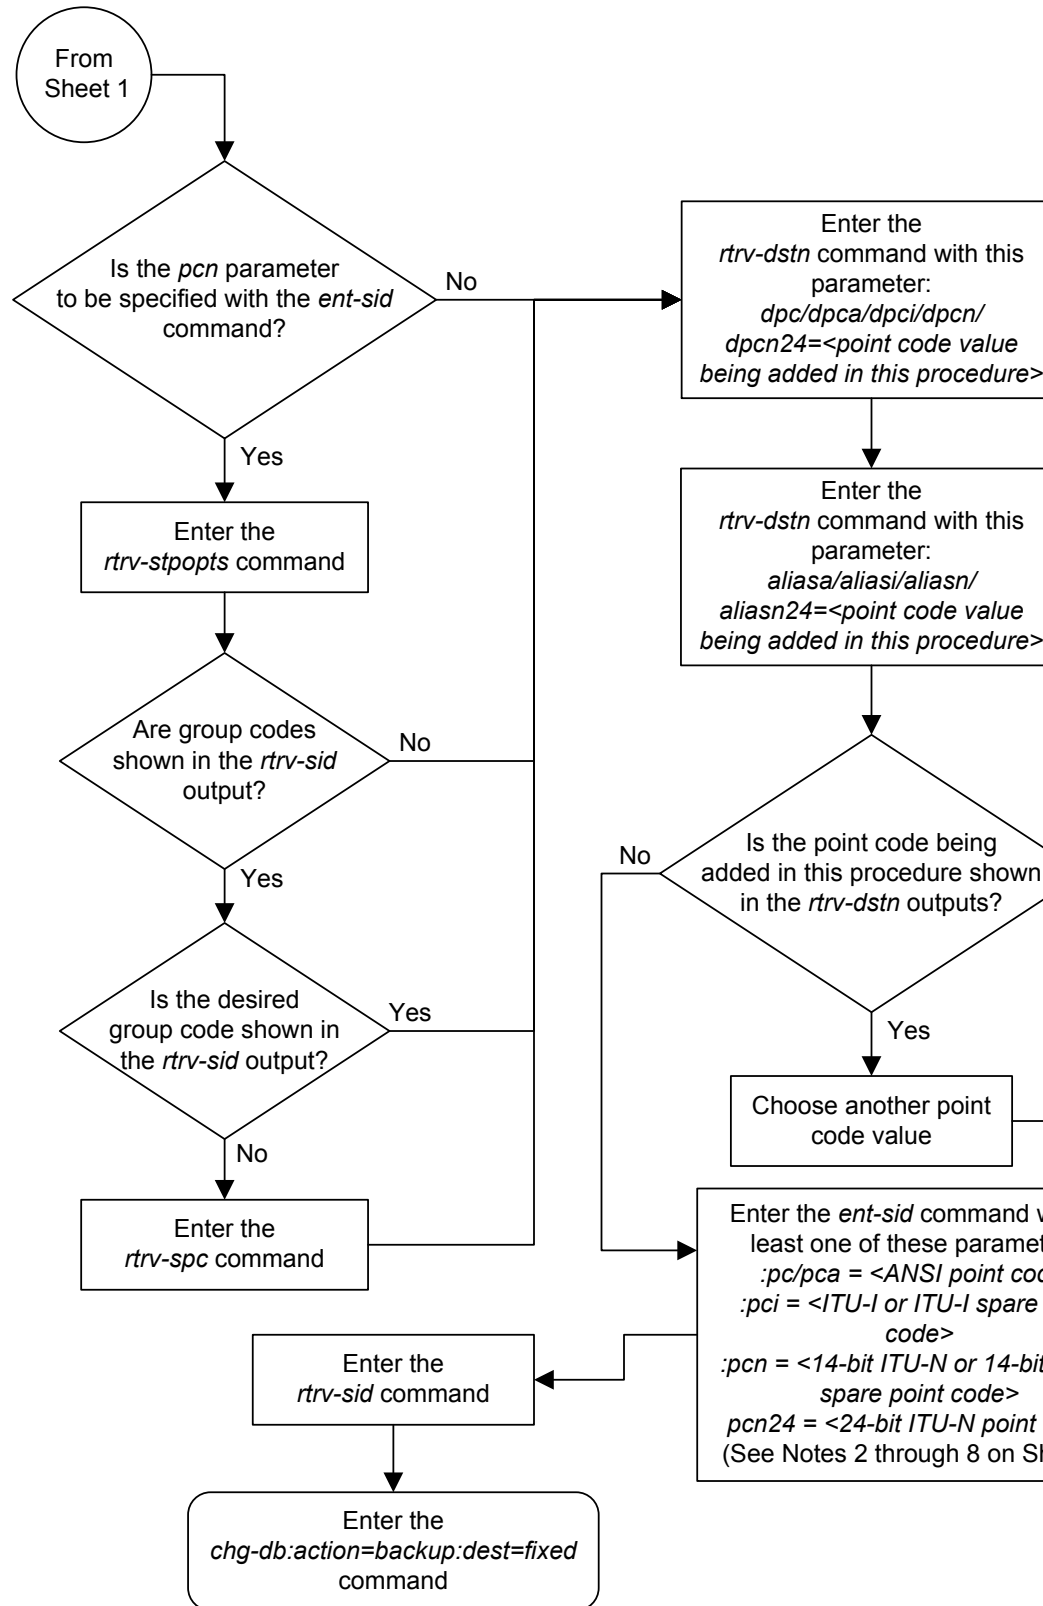 From
Sheet 1
Is the pcn parameter
to be specified with the ent-sid
command?
No
Yes
Enter the
rtrv-stpopts command
Are group codes
shown in the rtrv-sid
output?
No
Yes
Is the desired
group code shown in
the rtrv-sid output?
Yes
No
Enter the
rtrv-spc command
Enter the
rtrv-dstn command with this
parameter:
dpc/dpca/dpci/dpcn/
dpcn24=<point code value
being added in this procedure>
Enter the
rtrv-dstn command with this
parameter:
aliasa/aliasi/aliasn/
aliasn24=<point code value
being added in this procedure>
Is the point code being
added in this procedure shown
in the rtrv-dstn outputs?
No
Yes
Choose another point
code value
Enter the ent-sid command
least one of these
:pc/pca = <ANSI point
:pci = <ITU-I or ITU-I spare
code>
:pcn = <14-bit ITU-N or 14-bit
spare point code>
pcn24 = <24-bit ITU-N point
(See Notes 2 through 8 on
Enter the
rtrv-sid command
Enter the
chg-db:action=backup:dest=fixed
command